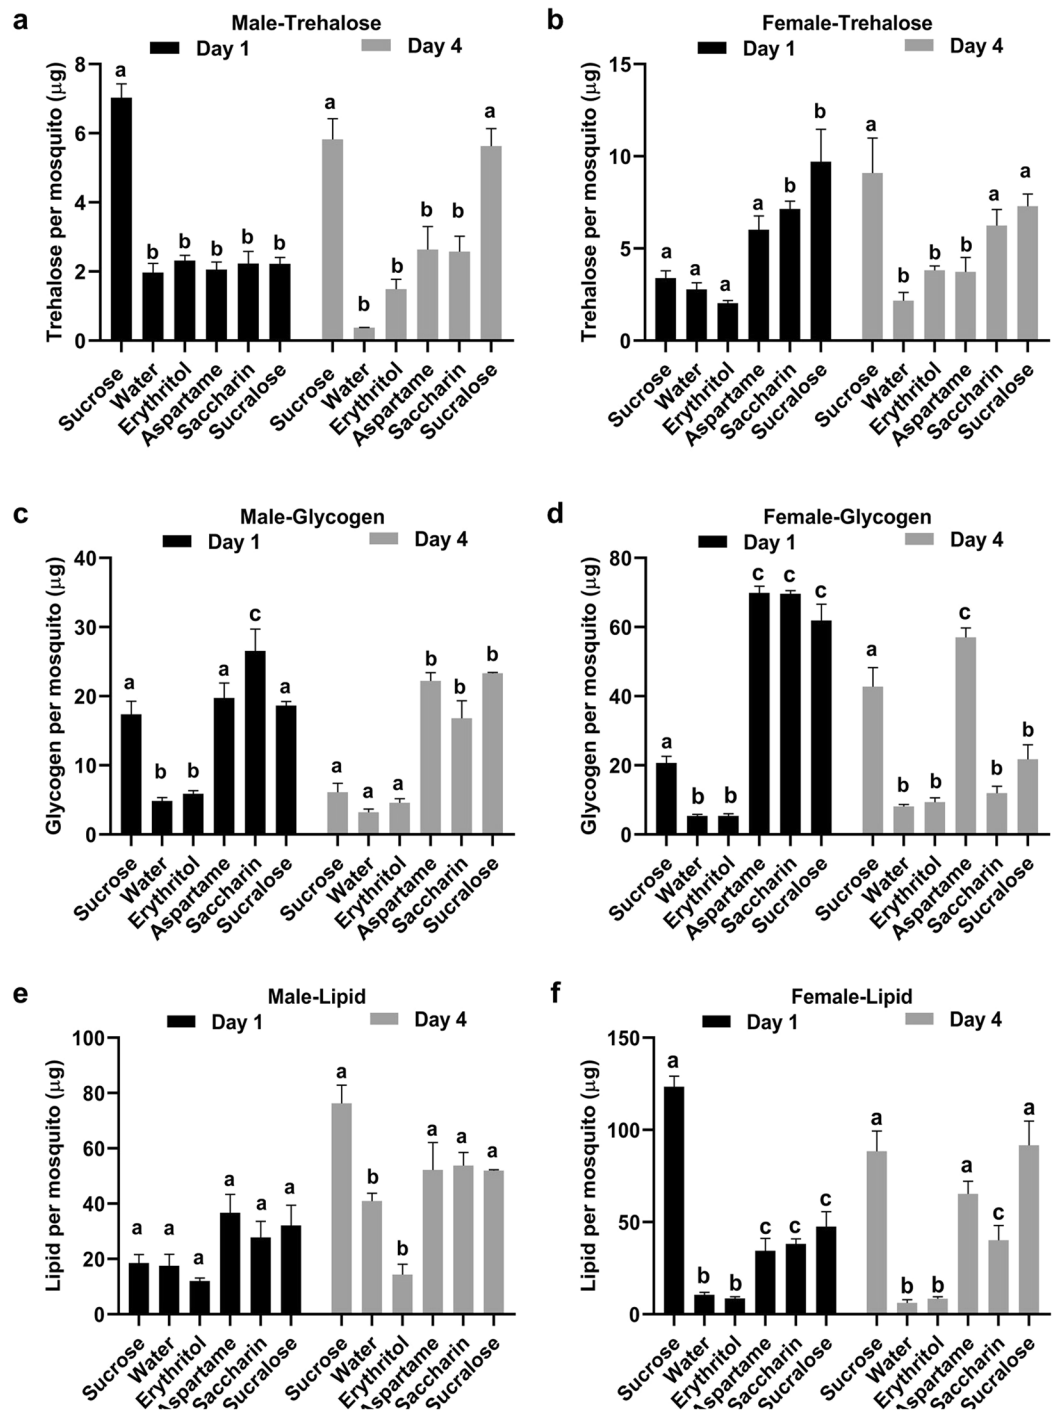 a
Male-Trehalose
Day 1
Day 4
Trehalose per mosquito (µg)
8
6
4
2
0
a
b
b
b
b
b
a
b
b
b
b
a
Sucrose
Water
Erythritol
Aspartame
Saccharin
Sucralose
Sucrose
Water
Erythritol
Aspartame
Saccharin
Sucralose
b
Female-Trehalose
Day 1
Day 4
Trehalose per mosquito (µg)
15
10
5
0
a
a
a
a
b
b
a
b
b
b
a
a
Sucrose
Water
Erythritol
Aspartame
Saccharin
Sucralose
Sucrose
Water
Erythritol
Aspartame
Saccharin
Sucralose
c
Male-Glycogen
Day 1
Day 4
Glycogen per mosquito (µg)
40
30
20
10
0
a
b
b
a
c
a
a
a
a
b
b
b
Sucrose
Water
Erythritol
Aspartame
Saccharin
Sucralose
Sucrose
Water
Erythritol
Aspartame
Saccharin
Sucralose
d
Female-Glycogen
Day 1
Day 4
Glycogen per mosquito (µg)
80
60
40
20
0
a
b
b
c
c
c
a
b
b
c
b
b
Sucrose
Water
Erythritol
Aspartame
Saccharin
Sucralose
Sucrose
Water
Erythritol
Aspartame
Saccharin
Sucralose
e
Male-Lipid
Day 1
Day 4
Lipid per mosquito (µg)
100
80
60
40
20
0
a
a
a
a
a
a
a
b
b
a
a
a
Sucrose
Water
Erythritol
Aspartame
Saccharin
Sucralose
Sucrose
Water
Erythritol
Aspartame
Saccharin
Sucralose
f
Female-Lipid
Day 1
Day 4
Lipid per mosquito (µg)
150
100
50
0
a
b
b
c
c
c
a
b
b
a
c
a
Sucrose
Water
Erythritol
Aspartame
Saccharin
Sucralose
Sucrose
Water
Erythritol
Aspartame
Saccharin
Sucralose